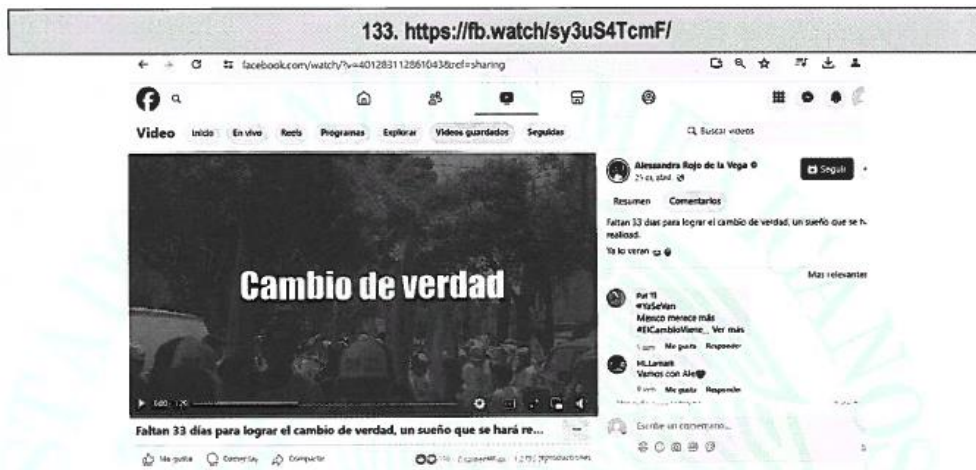 133. https://fb.watch/sy3uS4TcmF/
facebook.com/watch/?v=401283112861043&ref=sharing
Video Inicio En vivo Reels Programas Explorar Videos guardados Seguidas
Buscar videos
Cambio de verdad
Alessandra Rojo de la Vega
Seguir
Resumen Comentarios
Faltan 33 días para lograr el cambio de verdad, un sueño que se h
realidad.
Ya lo verán
Más relevantes
Pat Tl
#YaSeVan
Mexico merece más
#ElCambioViene... Ver más
Me gusta Responder
Vamos con Ale
Me gusta Responder
Faltan 33 días para lograr el cambio de verdad, un sueño que se hará re...
Me gusta Comentar Compartir
Escribe un comentario...